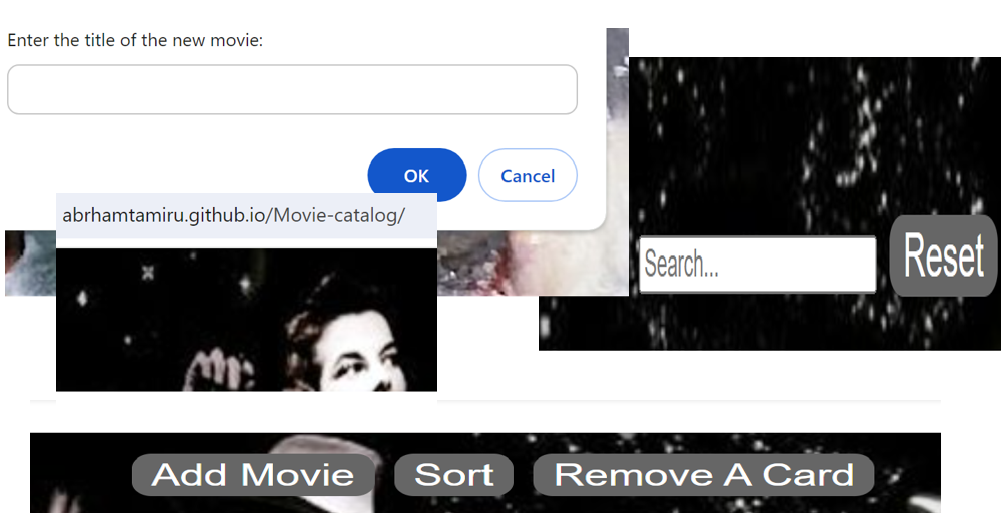 Enter the title of the new movie:
OK
Cancel
abrhamtamiru.github.io/Movie-catalog/
Search...
Reset
Add Movie
Sort
Remove A Card